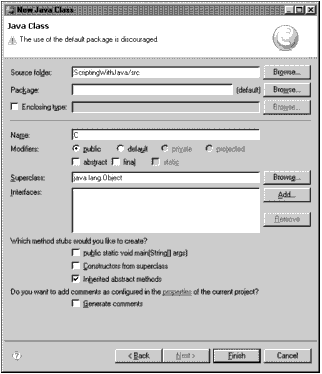 New Java Class
Java Class
The use of the default package is discouraged.
Source folder: ScriptingWithJava/src Browse...
Package: (default) Browse...
Enclosing type: Browse...
Name: C
Modifiers: public default private protected
abstract final static
Superclass: java.lang.Object Browse...
Interfaces: Add...
Remove
Which method stubs would you like to create?
public static void main(String[] args)
Constructors from superclass
Inherited abstract methods
Do you want to add comments as configured in the properties of the current project?
Generate comments
? < Back Next > Finish Cancel